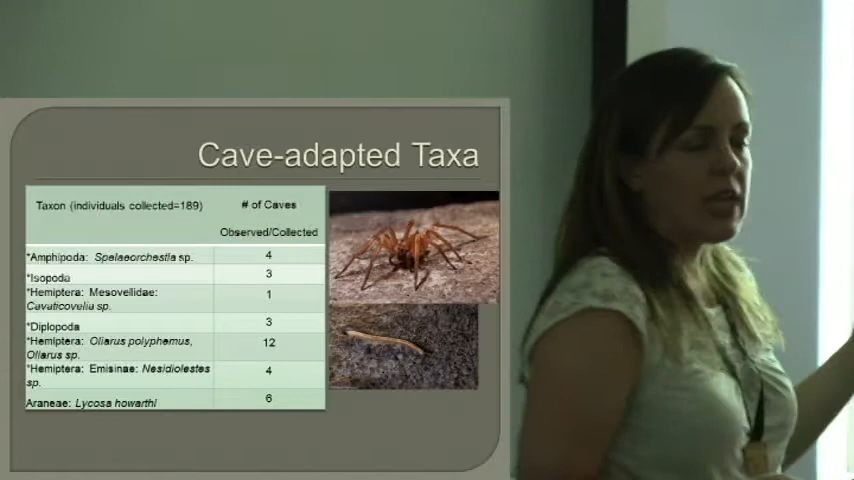 Cave-adapted Taxa
Taxon (individuals collected=189)
# of Caves
Observed/Collected
*Amphipoda: Spelaeorchestia sp.
4
*Isopoda
3
*Hemiptera: Mesovellidae:
Cavaticovelia sp.
1
*Diplopoda
3
*Hemiptera: Oliarus polyphemus,
Oliarus sp.
12
*Hemiptera: Emisinae: Nesidiolestes
sp.
4
Araneae: Lycosa howarthi
6